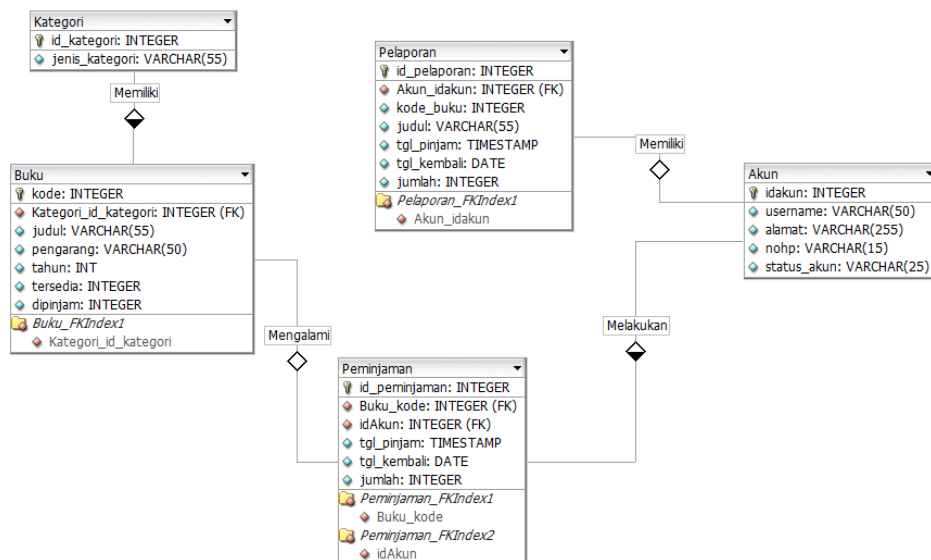 Kategori
id_kategori: INTEGER
jenis_kategori: VARCHAR(55)
Memiliki
Buku
kode: INTEGER
Kategori_id_kategori: INTEGER (FK)
judul: VARCHAR(55)
pengarang: VARCHAR(50)
tahun: INT
tersedia: INTEGER
dipinjam: INTEGER
Buku_FKIndex1
Kategori_id_kategori
Pelaporan
id_pelaporan: INTEGER
Akun_idakun: INTEGER (FK)
kode_buku: INTEGER
judul: VARCHAR(55)
tgl_pinjam: TIMESTAMP
tgl_kembali: DATE
jumlah: INTEGER
Pelaporan_FKIndex1
Akun_idakun
Memiliki
Akun
idakun: INTEGER
username: VARCHAR(50)
alamat: VARCHAR(255)
nohp: VARCHAR(15)
status_akun: VARCHAR(25)
Mengalami
Melakukan
Peminjaman
id_peminjaman: INTEGER
Buku_kode: INTEGER (FK)
idAkun: INTEGER (FK)
tgl_pinjam: TIMESTAMP
tgl_kembali: DATE
jumlah: INTEGER
Peminjaman_FKIndex1
Buku_kode
Peminjaman_FKIndex2
idAkun